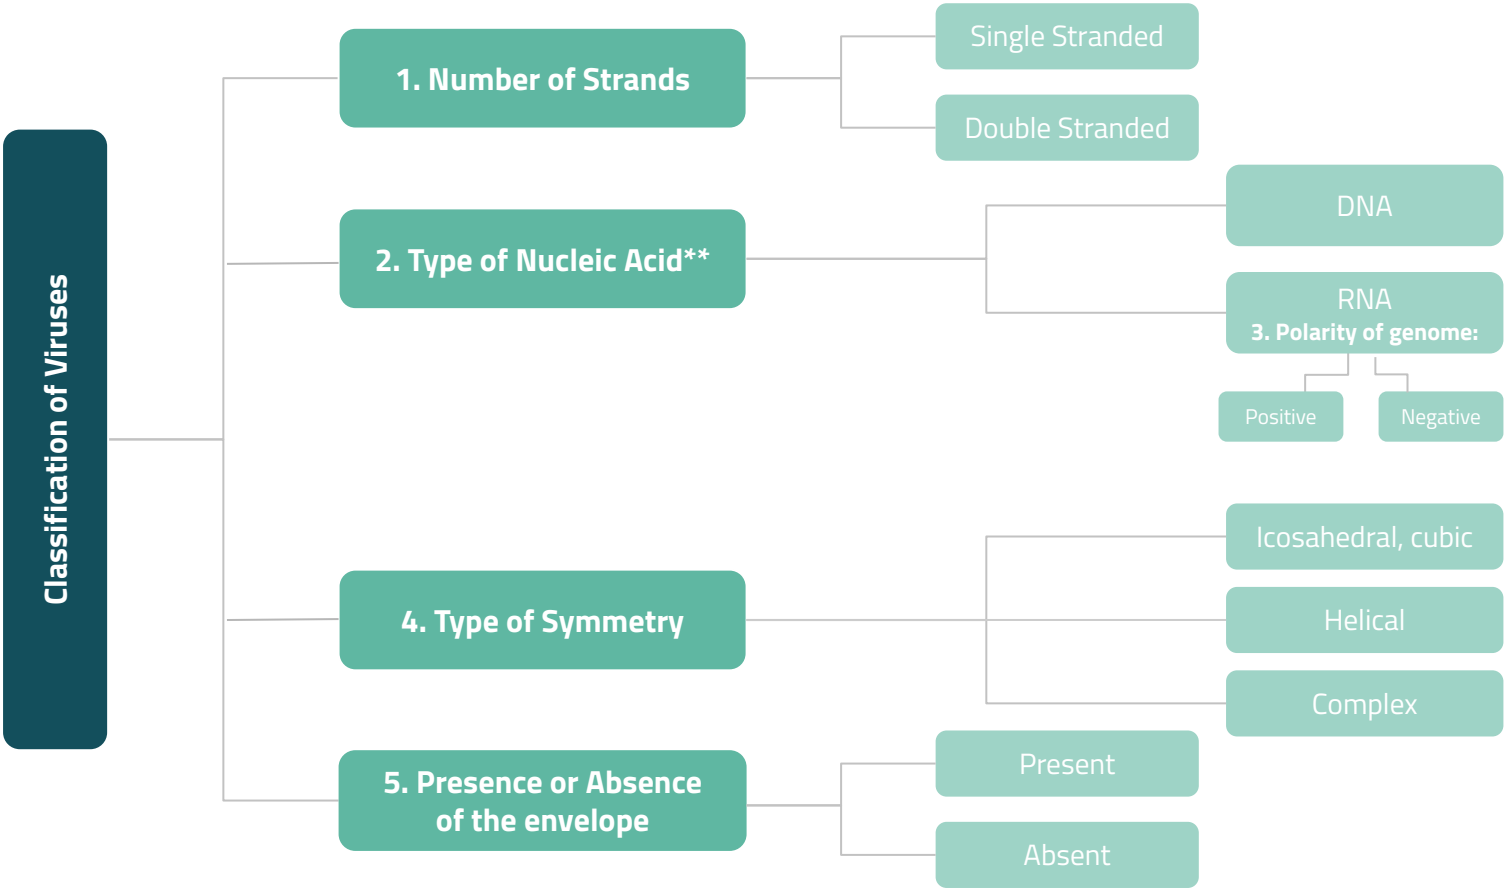 Classification of Viruses
1. Number of Strands
Single Stranded
Double Stranded
2. Type of Nucleic Acid**
DNA
RNA
3. Polarity of genome:
Positive
Negative
4. Type of Symmetry
Icosahedral, cubic
Helical
Complex
5. Presence or Absence
of the envelope
Present
Absent